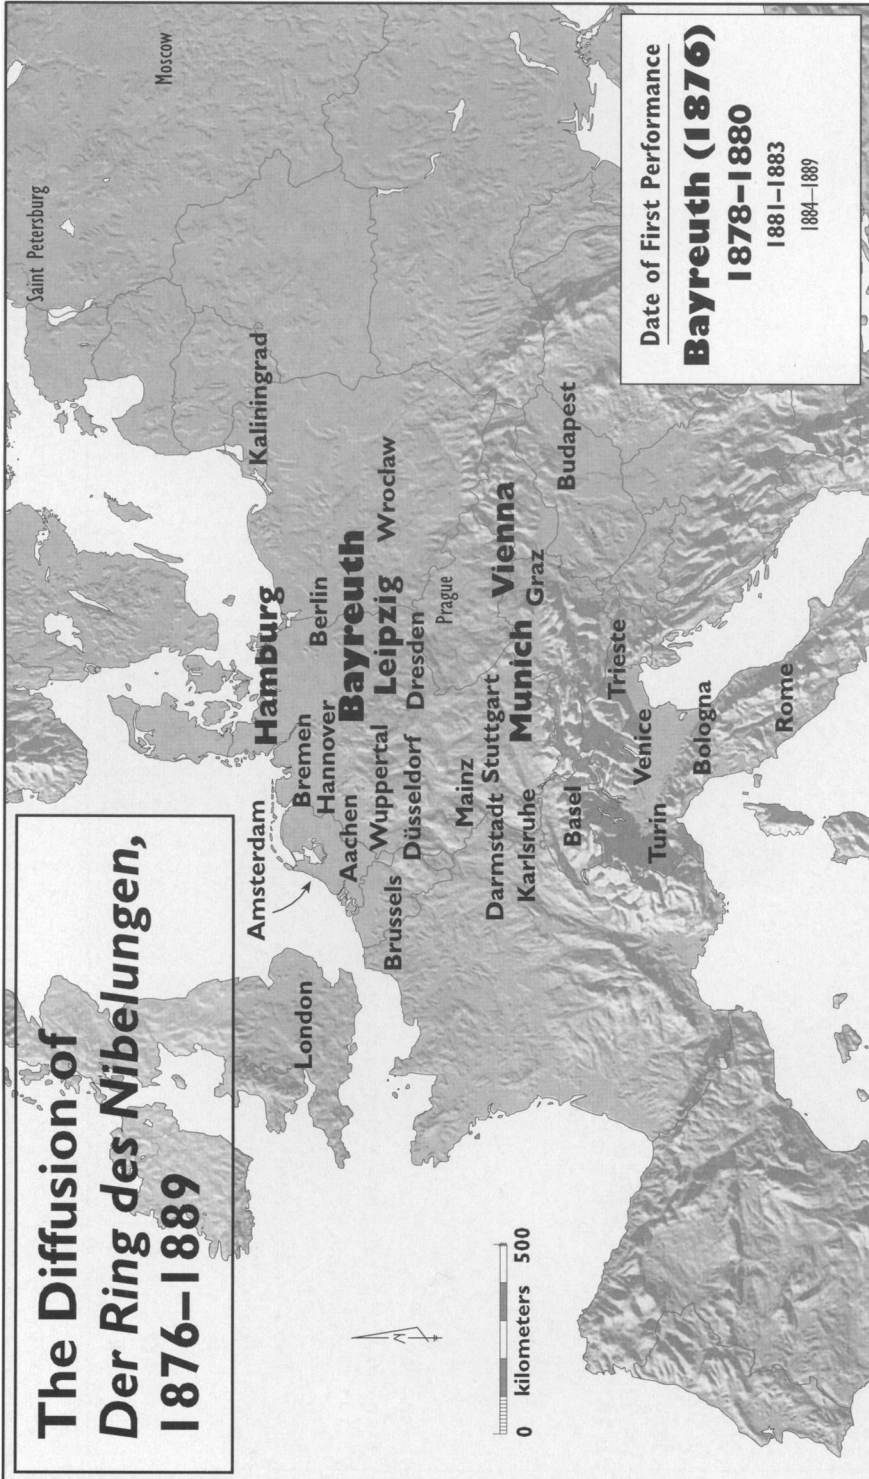 The Diffusion of
Der Ring des Nibelungen,
1876–1889
Saint Petersburg
Moscow
Kaliningrad
Hamburg
Amsterdam
Bremen
Berlin
London
Hannover
Aachen
Bayreuth
Wuppertal
Leipzig
Wrocław
Brussels
Düsseldorf
Dresden
Prague
Mainz
Darmstadt
Stuttgart
Vienna
Karlsruhe
Munich
Graz
Budapest
Basel
Trieste
Venice
Turin
Bologna
Rome
N
0 kilometers 500
Date of First Performance
Bayreuth (1876)
1878–1880
1881–1883
1884—1889